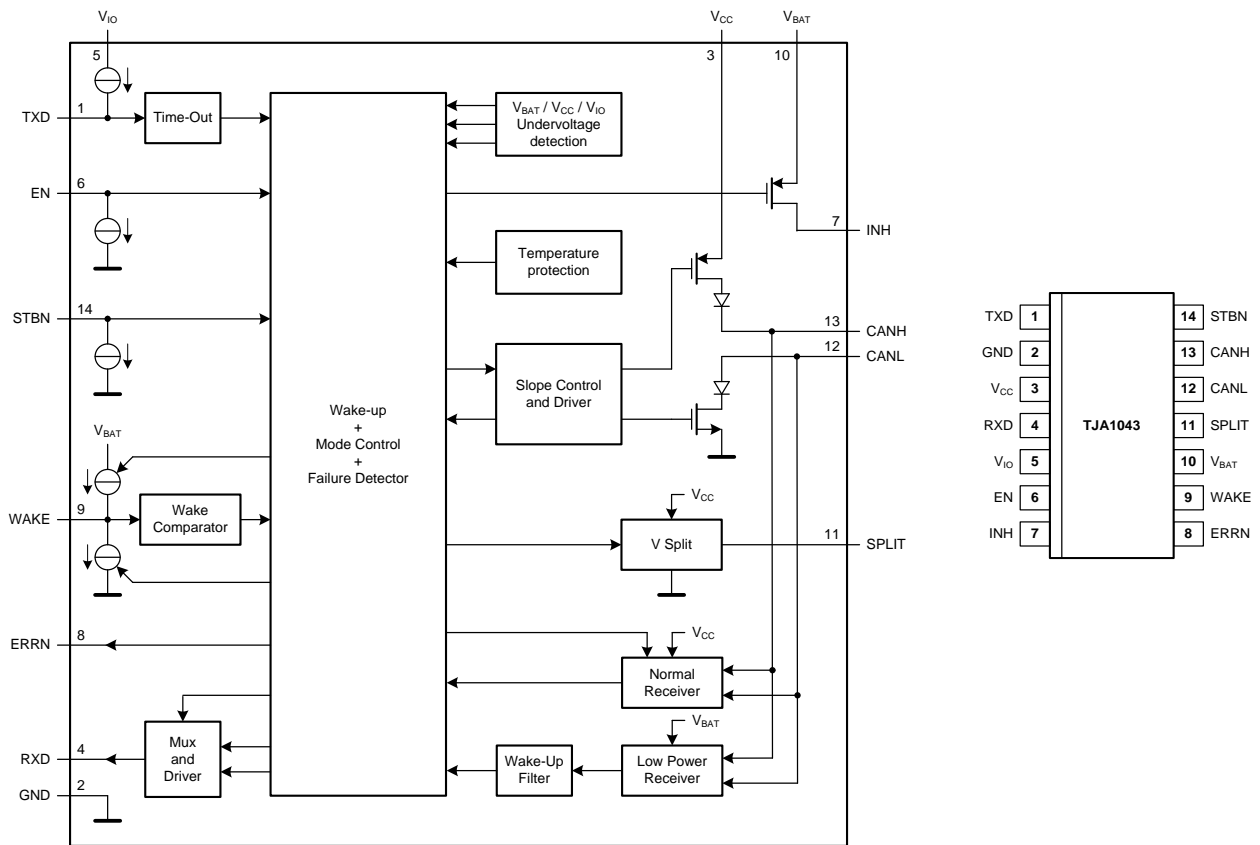 VIO
VCC
VBAT
5
3
10
TXD
1
Time-Out
VBAT / VCC / VIO
Undervoltage
detection
EN
6
7
INH
Temperature
protection
STBN
14
13
CANH
12
CANL
Slope Control
and Driver
Wake-up
+
Mode Control
+
Failure Detector
VBAT
WAKE
9
Wake
Comparator
VCC
V Split
11
SPLIT
ERRN
8
VCC
Normal
Receiver
VBAT
RXD
4
Mux
and
Driver
Wake-Up
Filter
Low Power
Receiver
GND
2
TXD 1
GND 2
VCC 3
RXD 4
VIO 5
EN 6
INH 7
TJA1043
14 STBN
13 CANH
12 CANL
11 SPLIT
10 VBAT
9 WAKE
8 ERRN